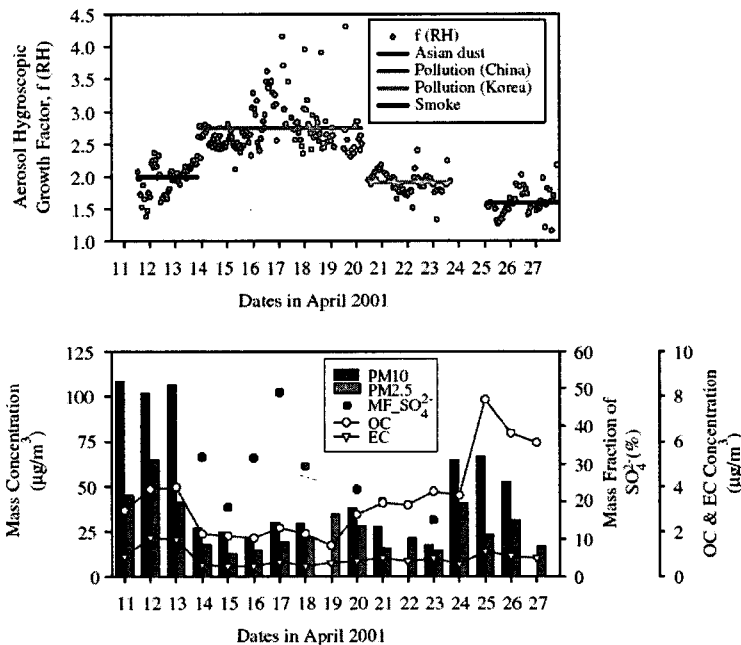 Aerosol Hygroscopic
Growth Factor, f (RH)
4.5
4.0
3.5
3.0
2.5
2.0
1.5
1.0
f (RH)
Asian dust
Pollution (China)
Pollution (Korea)
Smoke
11 12 13 14 15 16 17 18 19 20 21 22 23 24 25 26 27
Dates in April 2001
Mass Concentration
(μg/m³)
125
100
75
50
25
0
PM10
PM2.5
MF_SO₄²⁻
OC
EC
60
50
40
30
20
10
0
Mass Fraction of
SO₄²⁻(%)
10
8
6
4
2
0
OC & EC Concentration
(μg/m³)
11 12 13 14 15 16 17 18 19 20 21 22 23 24 25 26 27
Dates in April 2001